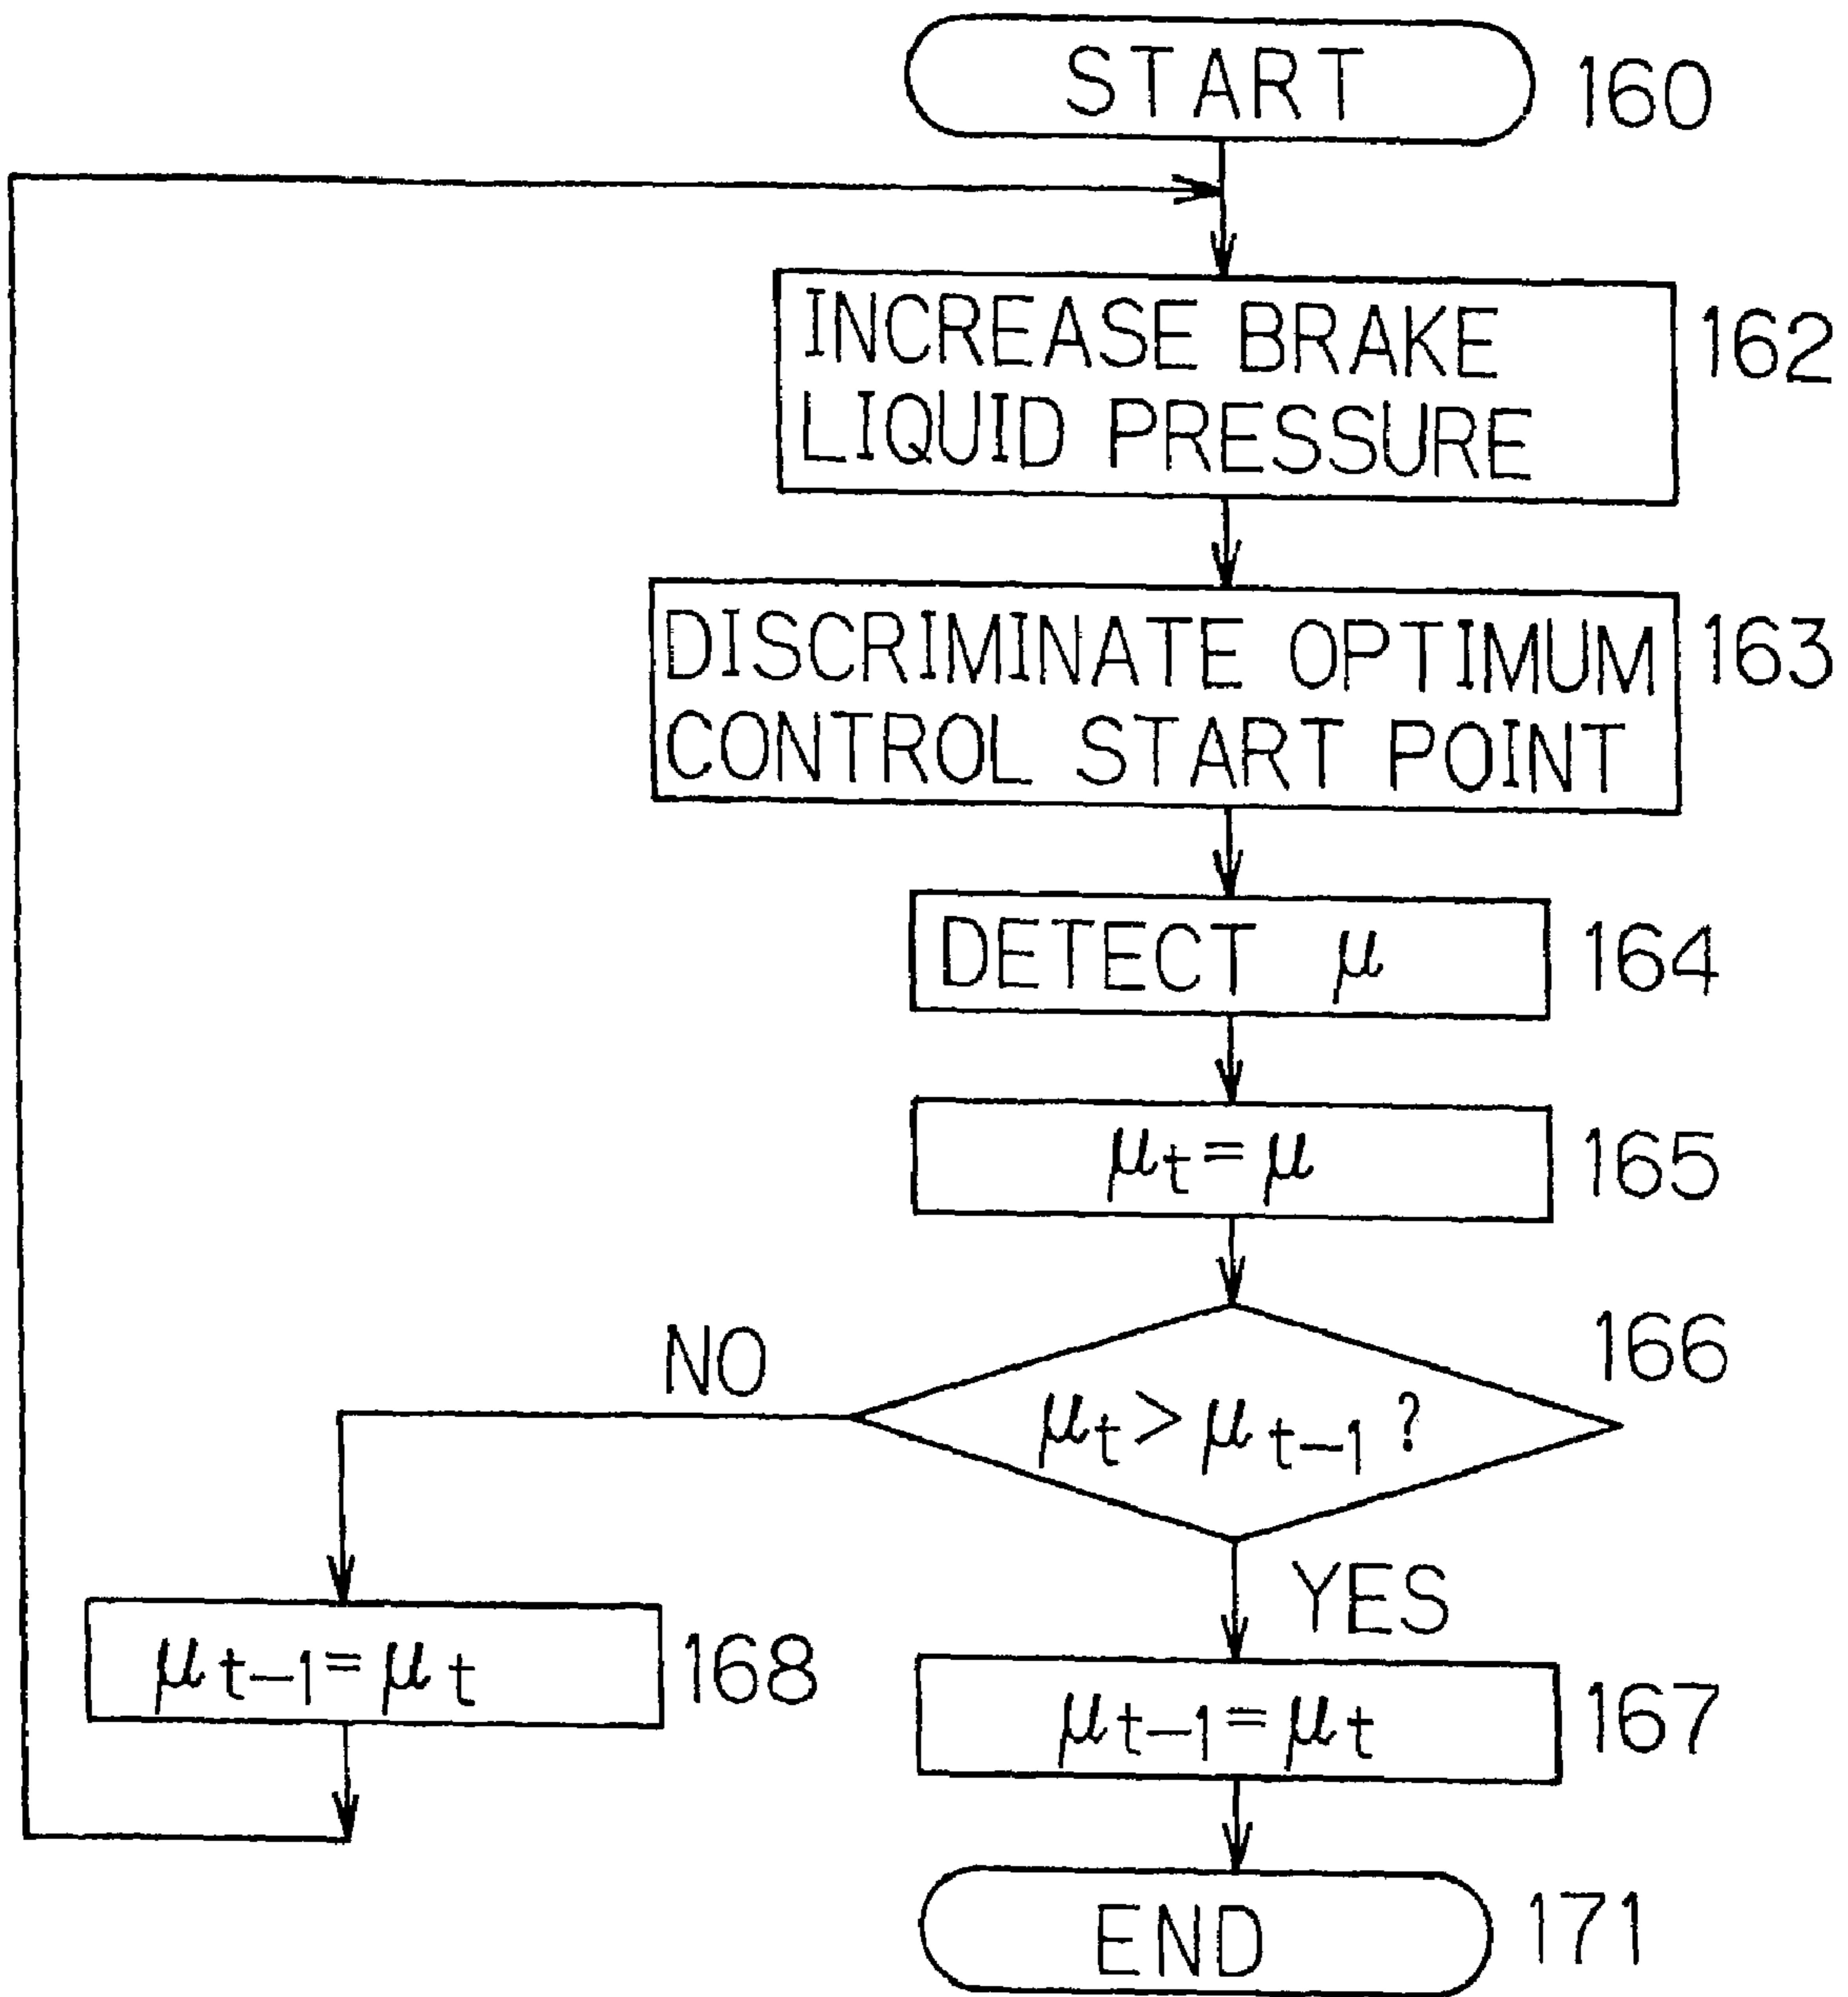 START 160
INCREASE BRAKE 162
LIQUID PRESSURE
DISCRIMINATE OPTIMUM 163
CONTROL START POINT
DETECT μ 164
μt=μ 165
166
NO
μt>μt-1?
YES
μt-1=μt 168
μt-1=μt 167
END 171